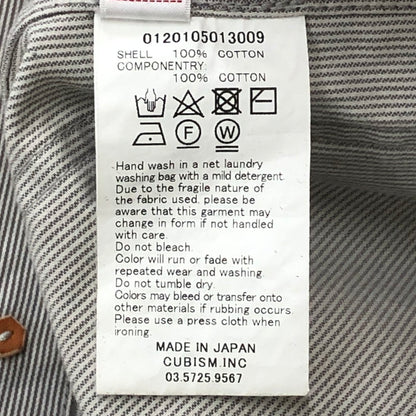 0120105013009
SHELL 100% COTTON
COMPONENTRY:
100% COTTON
F W
Hand wash in a net laundry
washing bag with a mild detergent.
Due to the fragile nature of
the fabric used, please be
aware that this garment may
change in form if not handled
with care.
Do not bleach.
Color will run or fade with
repeated wear and washing.
Do not tumble dry.
Colors may bleed or transfer onto
other materials if rubbing occurs.
Please use a press cloth when
ironing.
MADE IN JAPAN
CUBISM.INC
03.5725.9567